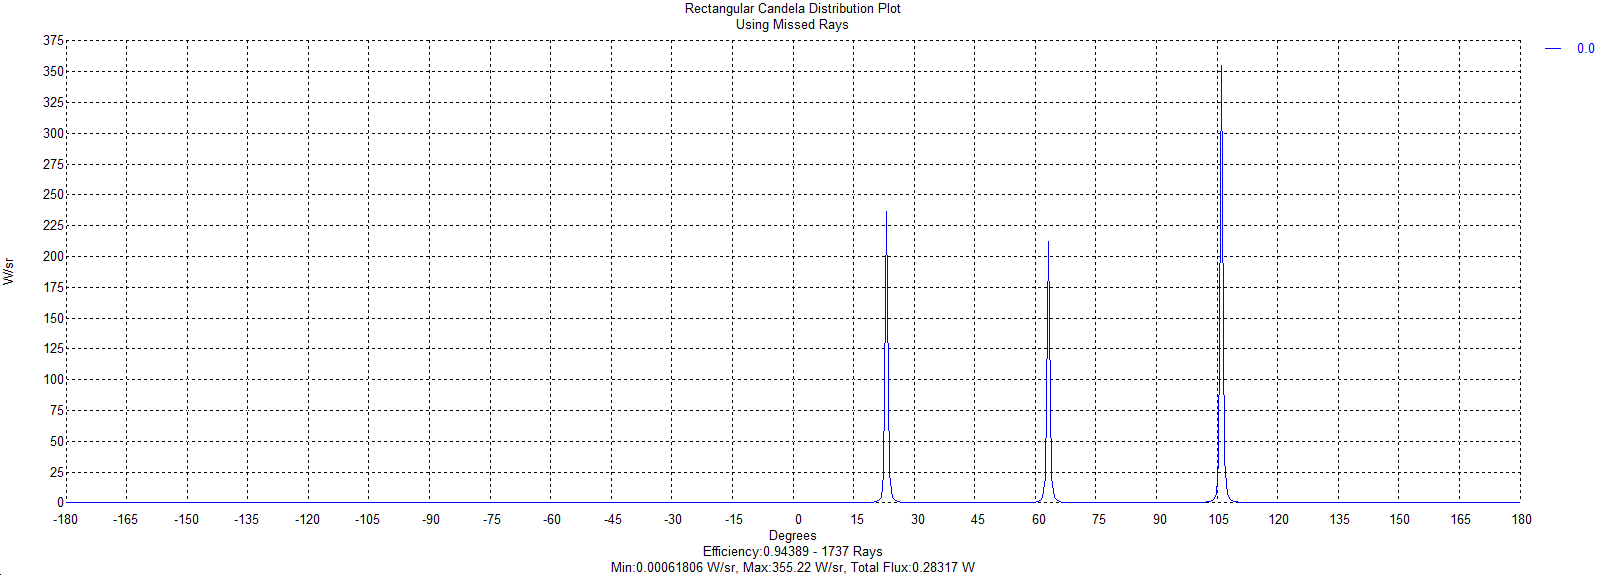 Rectangular Candela Distribution Plot
Using Missed Rays
375
350
325
300
275
250
225
200
175
150
125
100
75
50
25
0
W/sr
-180 -165 -150 -135 -120 -105 -90 -75 -60 -45 -30 -15 0 15 30 45 60 75 90 105 120 135 150 165 180
Degrees
Efficiency:0.94389 - 1737 Rays
Min:0.00061806 W/sr, Max:355.22 W/sr, Total Flux:0.28317 W
0.0